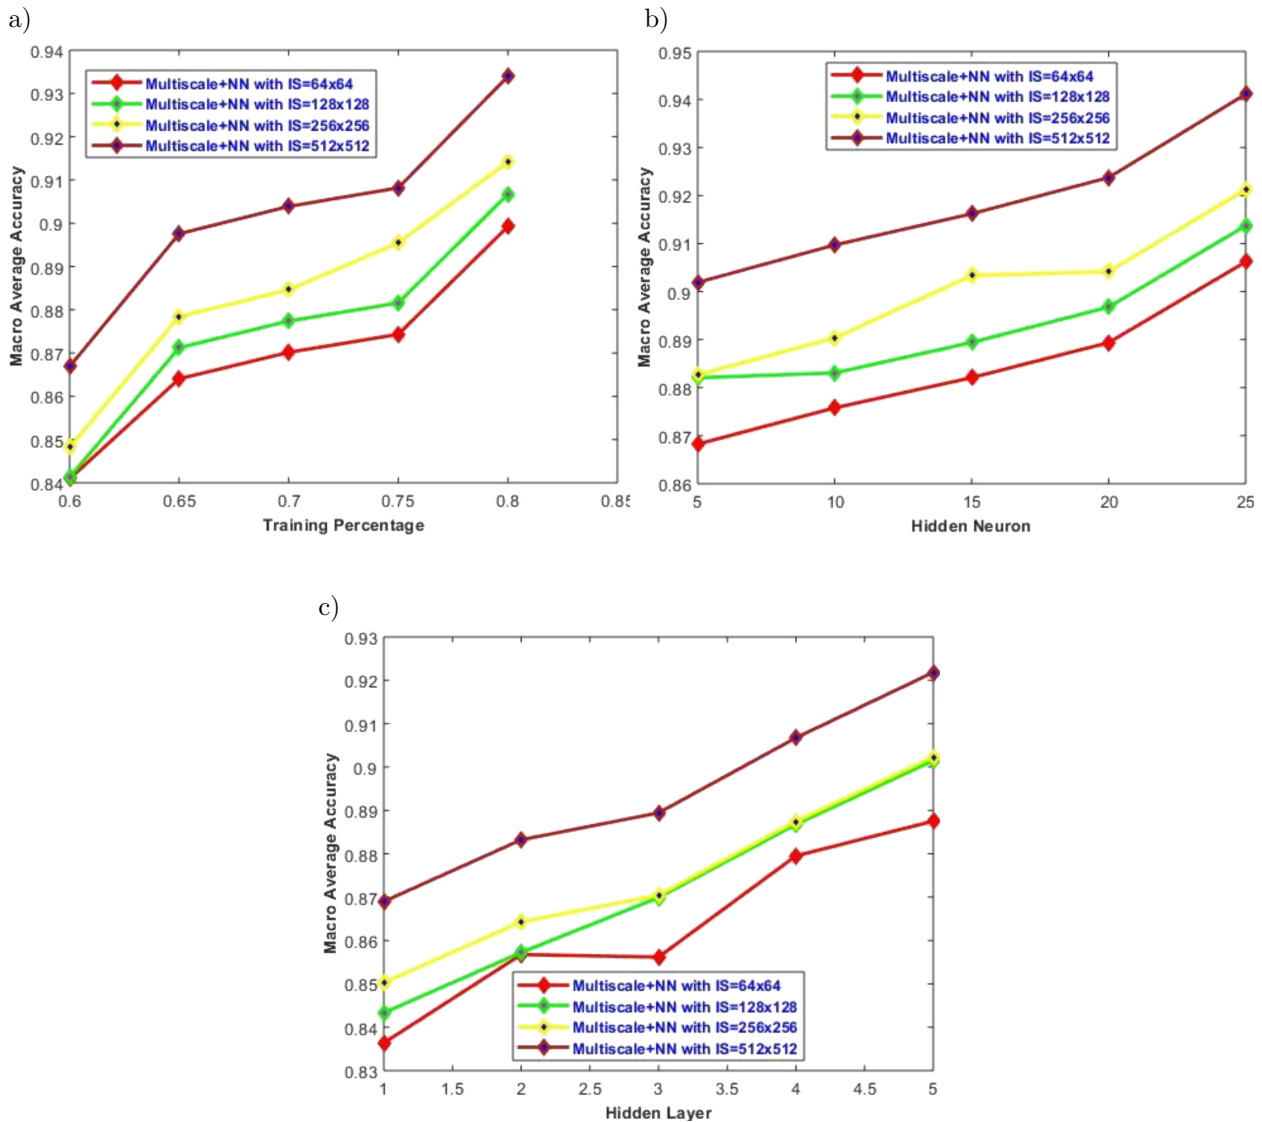 a)
0.94
0.93
0.92
0.91
0.9
0.89
0.88
0.87
0.86
0.85
0.84
Macro Average Accuracy
Multiscale+NN with IS=64x64
Multiscale+NN with IS=128x128
Multiscale+NN with IS=256x256
Multiscale+NN with IS=512x512
0.6 0.65 0.7 0.75 0.8 0.85
Training Percentage
b)
0.95
0.94
0.93
0.92
0.91
0.9
0.89
0.88
0.87
0.86
Macro Average Accuracy
Multiscale+NN with IS=64x64
Multiscale+NN with IS=128x128
Multiscale+NN with IS=256x256
Multiscale+NN with IS=512x512
5 10 15 20 25
Hidden Neuron
c)
0.93
0.92
0.91
0.9
0.89
0.88
0.87
0.86
0.85
0.84
0.83
Macro Average Accuracy
Multiscale+NN with IS=64x64
Multiscale+NN with IS=128x128
Multiscale+NN with IS=256x256
Multiscale+NN with IS=512x512
1 1.5 2 2.5 3 3.5 4 4.5 5
Hidden Layer